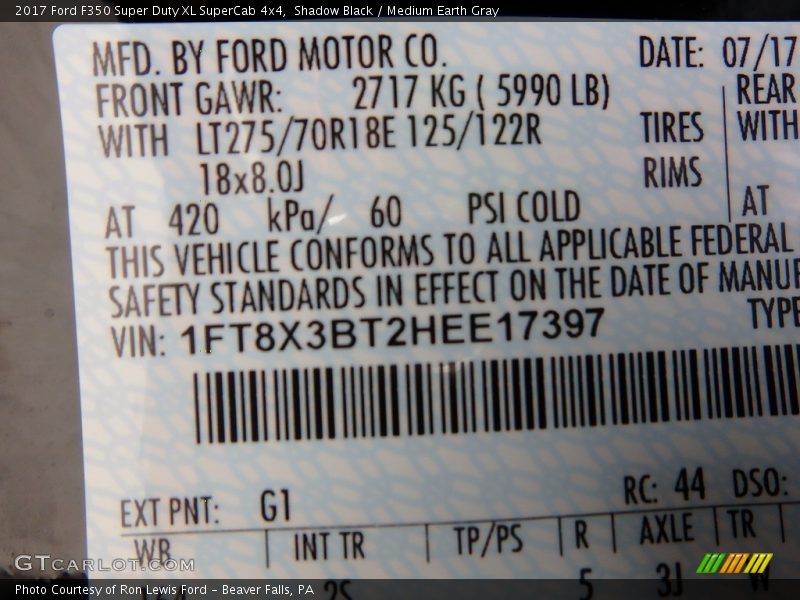 2017 Ford F350 Super Duty XL SuperCab 4x4, Shadow Black / Medium Earth Gray
MFD. BY FORD MOTOR CO. DATE: 07/17
FRONT GAWR: 2717 KG ( 5990 LB) REAR
WITH LT275/70R18E 125/122R TIRES WITH
18x8.0J RIMS
AT 420 kPa/ 60 PSI COLD AT
THIS VEHICLE CONFORMS TO ALL APPLICABLE FEDERAL
SAFETY STANDARDS IN EFFECT ON THE DATE OF MANUF
VIN: 1FT8X3BT2HEE17397 TYPE
EXT PNT: G1 RC: 44 DSO:
WB INT TR TP/PS R AXLE TR
2S 5 3J W
GTcarlot.com
Photo Courtesy of Ron Lewis Ford - Beaver Falls, PA